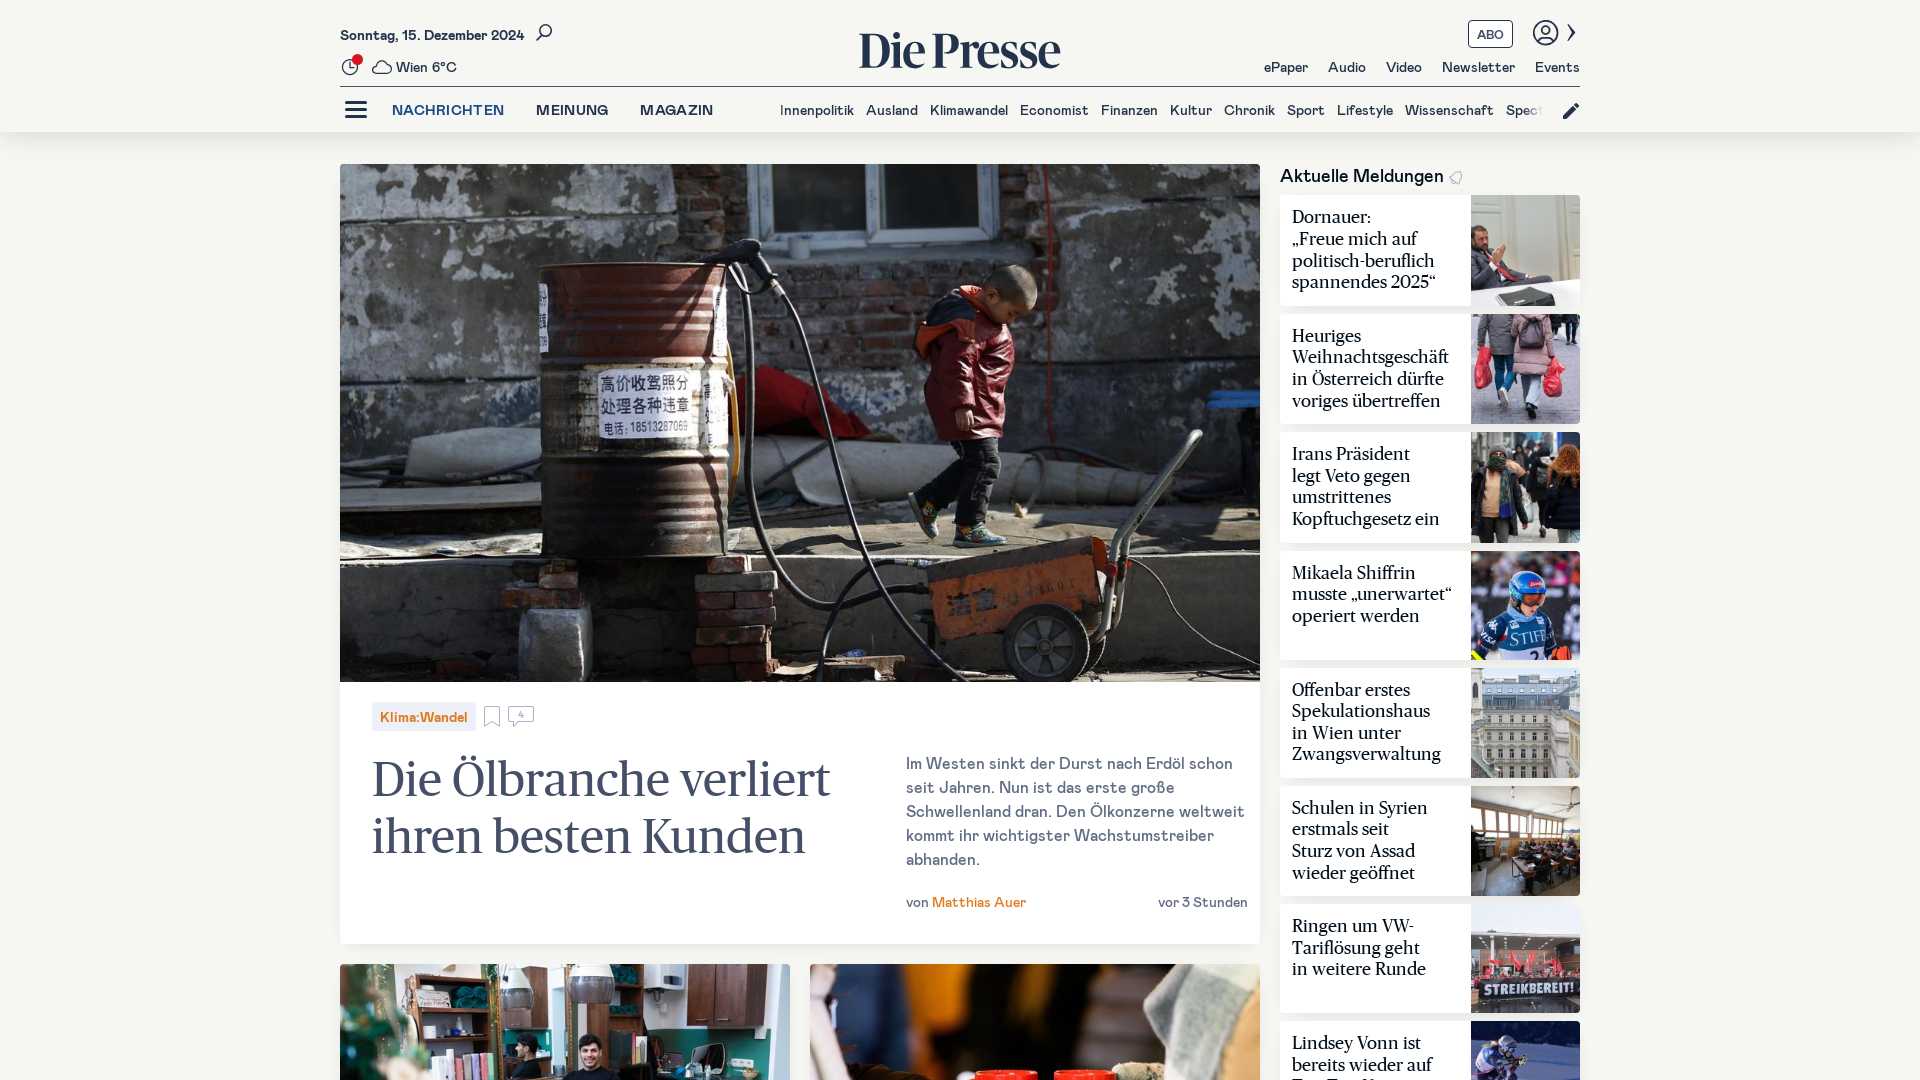 Sonntag, 15. Dezember 2024
Wien 6°C
Die Presse
ABO
ePaper Audio Video Newsletter Events
NACHRICHTEN MEINUNG MAGAZIN
Innenpolitik Ausland Klimawandel Economist Finanzen Kultur Chronik Sport Lifestyle Wissenschaft Spect
高价收驾照分
处理各种违章
电话:18513287069
Klima:Wandel
4
Die Ölbranche verliert
ihren besten Kunden
Im Westen sinkt der Durst nach Erdöl schon
seit Jahren. Nun ist das erste große
Schwellenland dran. Den Ölkonzerne weltweit
kommt ihr wichtigster Wachstumstreiber
abhanden.
von Matthias Auer
vor 3 Stunden
Aktuelle Meldungen
Dornauer:
„Freue mich auf
politisch-beruflich
spannendes 2025“
Heuriges
Weihnachtsgeschäft
in Österreich dürfte
voriges übertreffen
Irans Präsident
legt Veto gegen
umstrittenes
Kopftuchgesetz ein
Mikaela Shiffrin
musste „unerwartet“
operiert werden
STIFE
VISA
2
Offenbar erstes
Spekulationshaus
in Wien unter
Zwangsverwaltung
Schulen in Syrien
erstmals seit
Sturz von Assad
wieder geöffnet
Ringen um VW-
Tariflösung geht
in weitere Runde
STREIKBEREIT!
Lindsey Vonn ist
bereits wieder auf